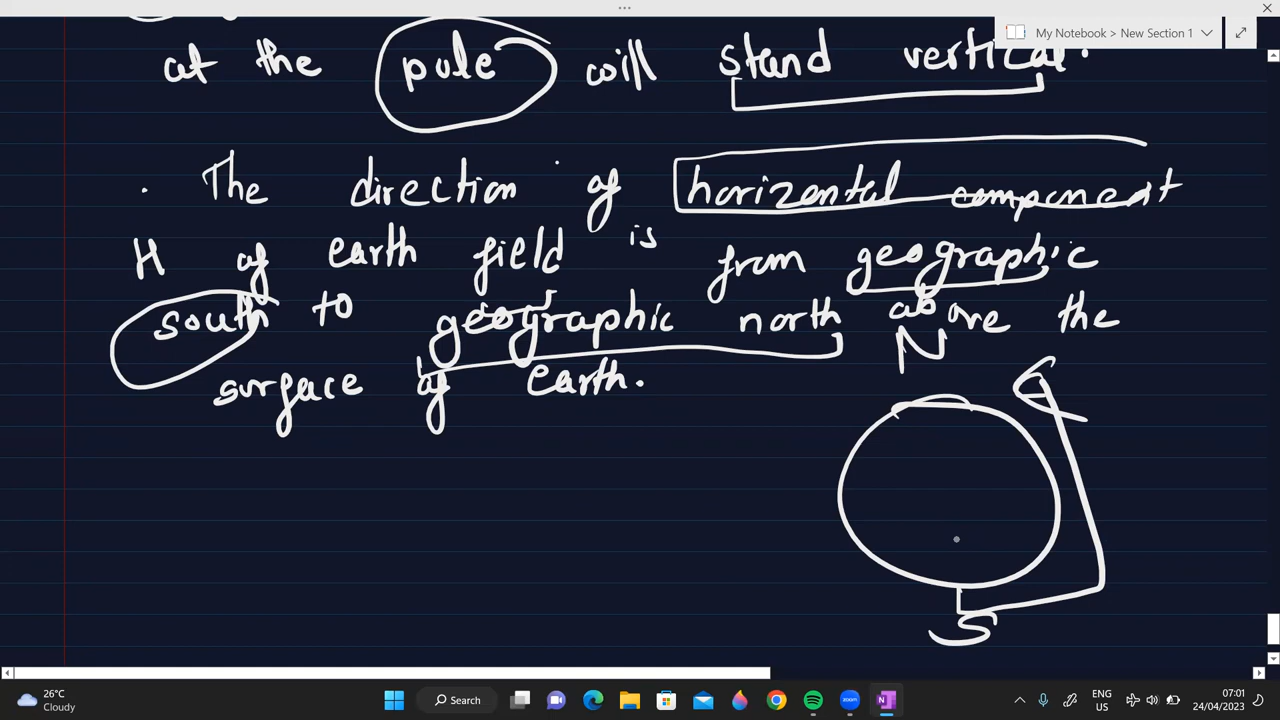 My Notebook > New Section 1
at the pole will stand vertical.
. The direction of horizental component
H of earth field is from geographic
south to geographic north above the
surface of earth.
N
S
26°C
Cloudy
Search
zoom
ENG
US
07:01
24/04/2023